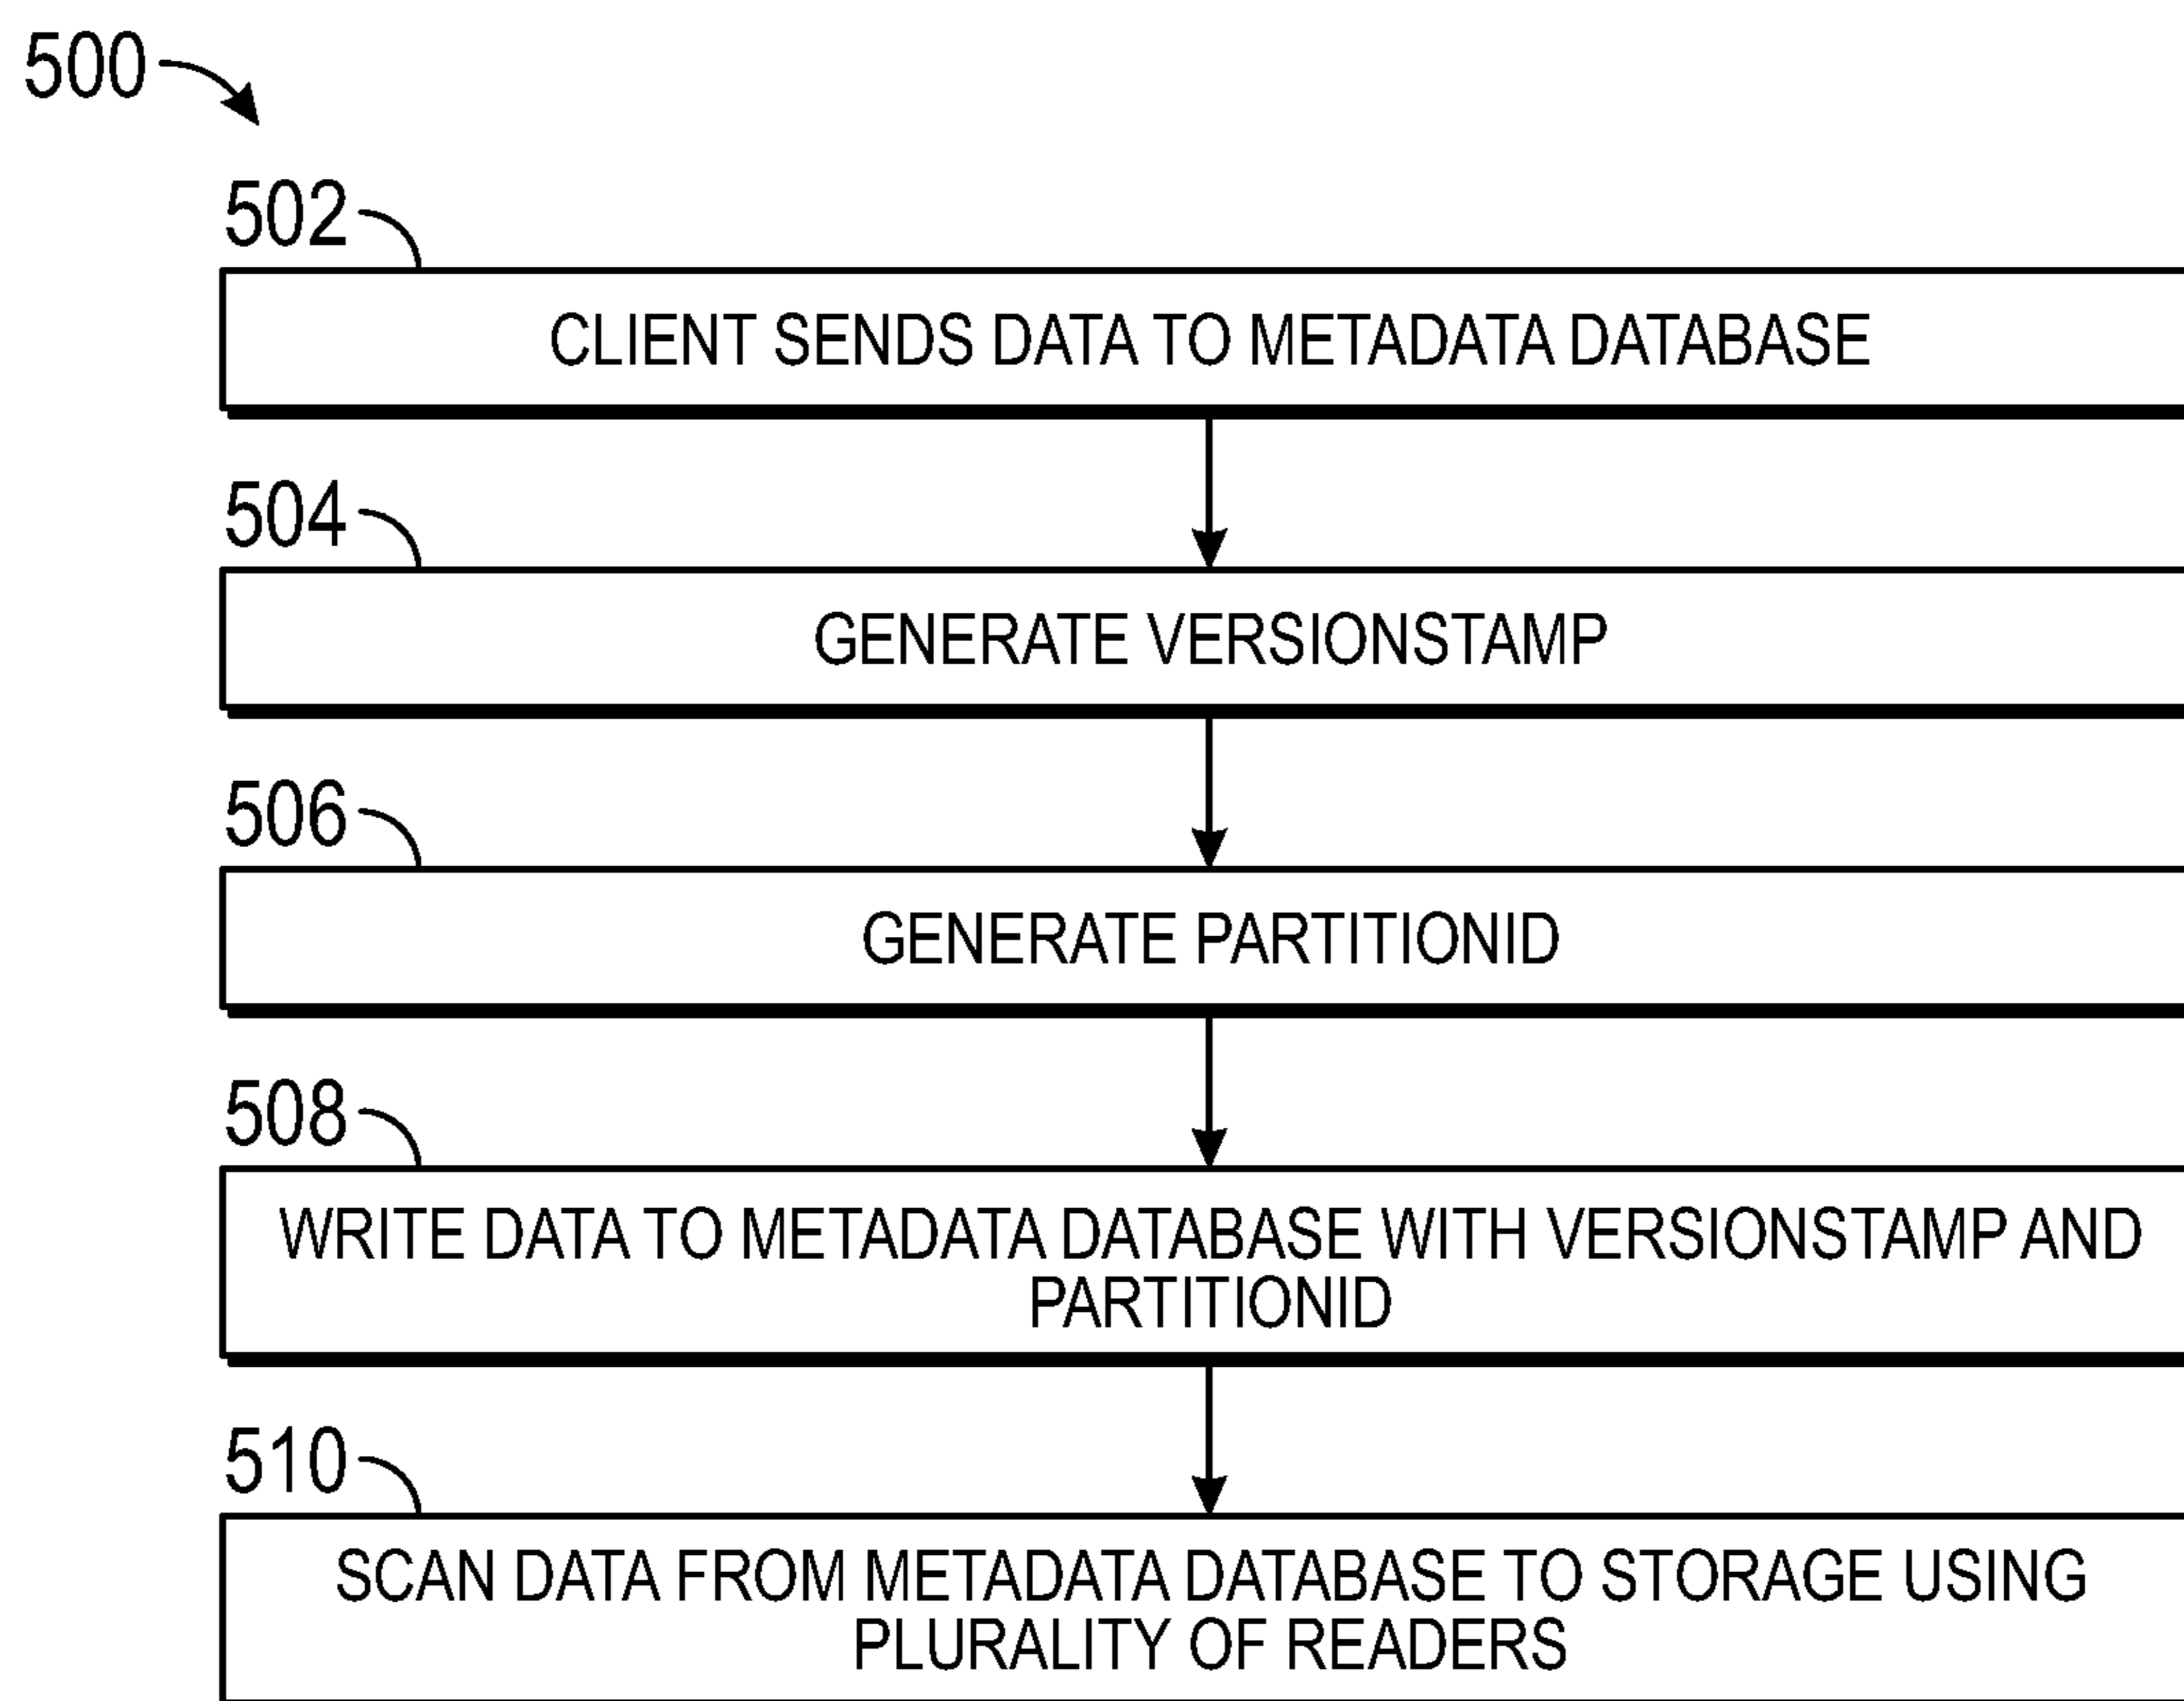 500
502
CLIENT SENDS DATA TO METADATA DATABASE
504
GENERATE VERSIONSTAMP
506
GENERATE PARTITIONID
508
WRITE DATA TO METADATA DATABASE WITH VERSIONSTAMP AND
PARTITIONID
510
SCAN DATA FROM METADATA DATABASE TO STORAGE USING
PLURALITY OF READERS